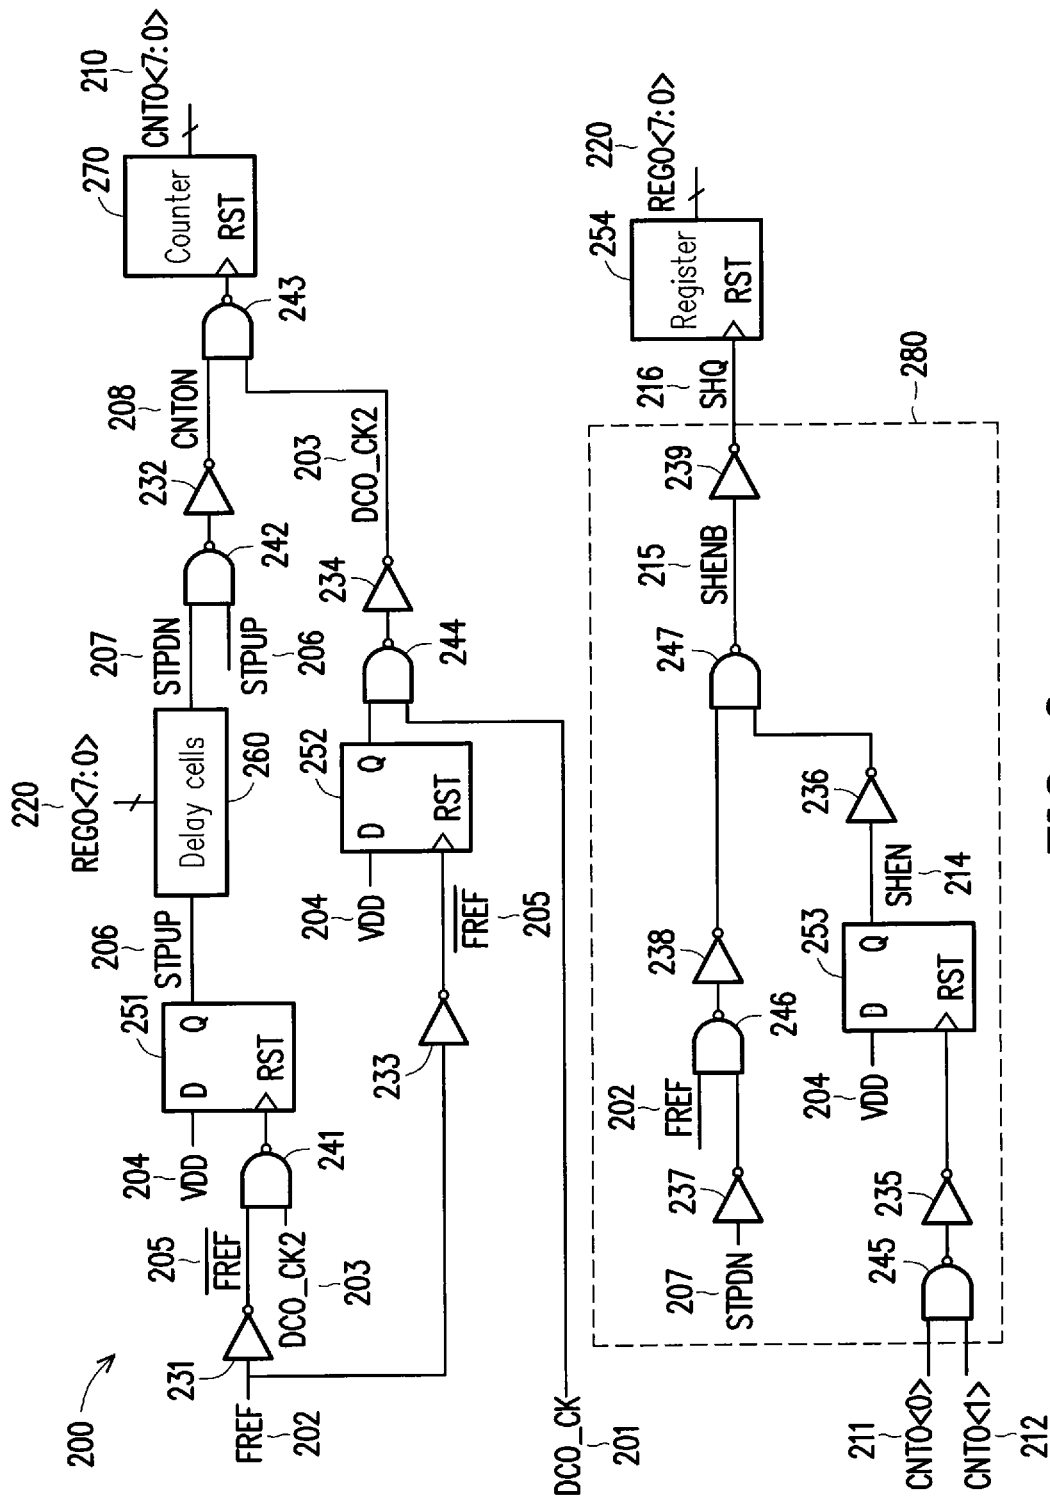 200
FREF
202
231
205
FREF
DCO_CK2
203
241
204
VDD
251
D
Q
RST
206
STPUP
220
REGO<7:0>
Delay cells
260
207
STPDN
STPUP
206
242
232
208
CNTON
243
270
Counter
RST
210
CNTO<7:0>
233
FREF
205
204
VDD
252
D
Q
RST
244
234
203
DCO_CK2
DCO_CK
201
207
STPDN
237
202
FREF
246
238
247
215
SHENB
239
216
SHQ
254
Register
RST
220
REGO<7:0>
280
211
CNTO<0>
CNTO<1>
212
245
235
204
VDD
253
D
Q
RST
SHEN
214
236